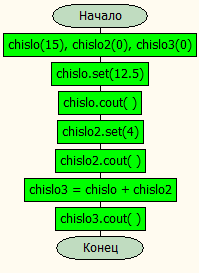 Начало
chislo(15), chislo2(0), chislo3(0)
chislo.set(12.5)
chislo.cout( )
chislo2.set(4)
chislo2.cout( )
chislo3 = chislo + chislo2
chislo3.cout( )
Конец